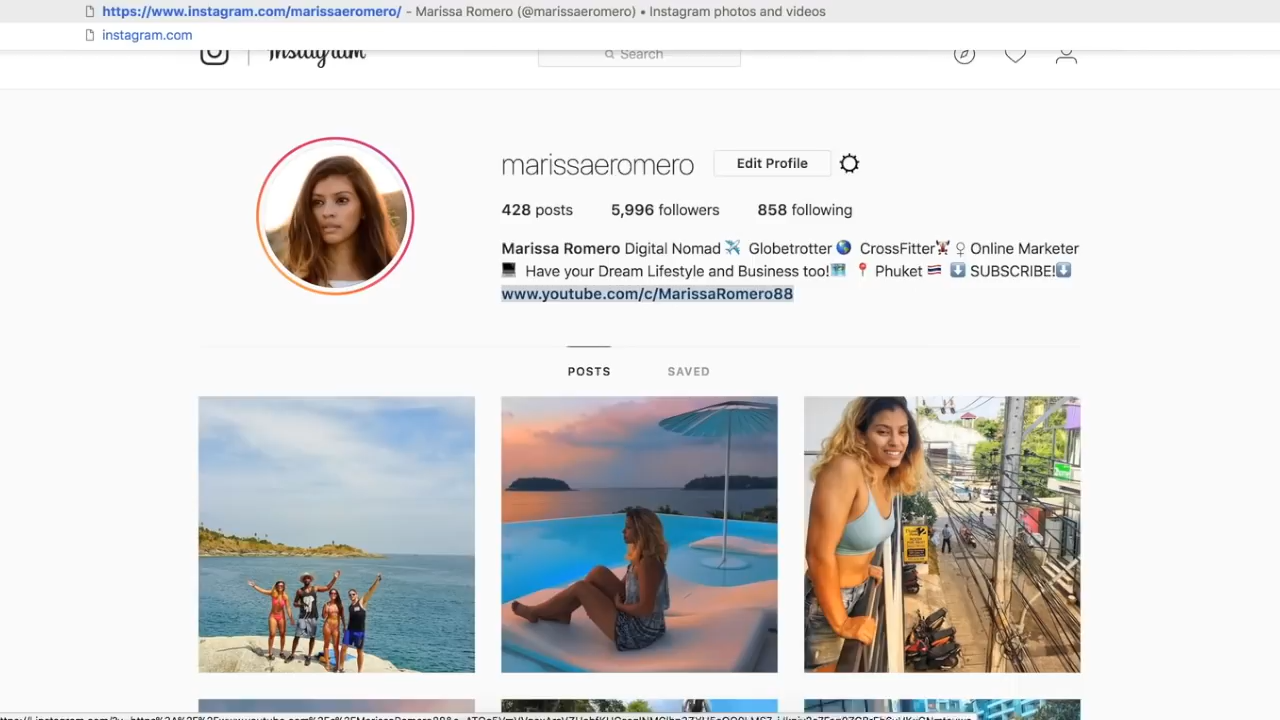 https://www.instagram.com/marissaeromero/ - Marissa Romero (@marissaeromero) • Instagram photos and videos
instagram.com
Instagram
Search
marissaeromero
Edit Profile
428 posts 5,996 followers 858 following
Marissa Romero Digital Nomad ✈️ Globetrotter 🌎 CrossFitter 🏋️ ♀ Online Marketer
💻 Have your Dream Lifestyle and Business too! 🗺️ 📍 Phuket 🇹🇭 ⬇️ SUBSCRIBE!⬇️
www.youtube.com/c/MarissaRomero88
POSTS SAVED